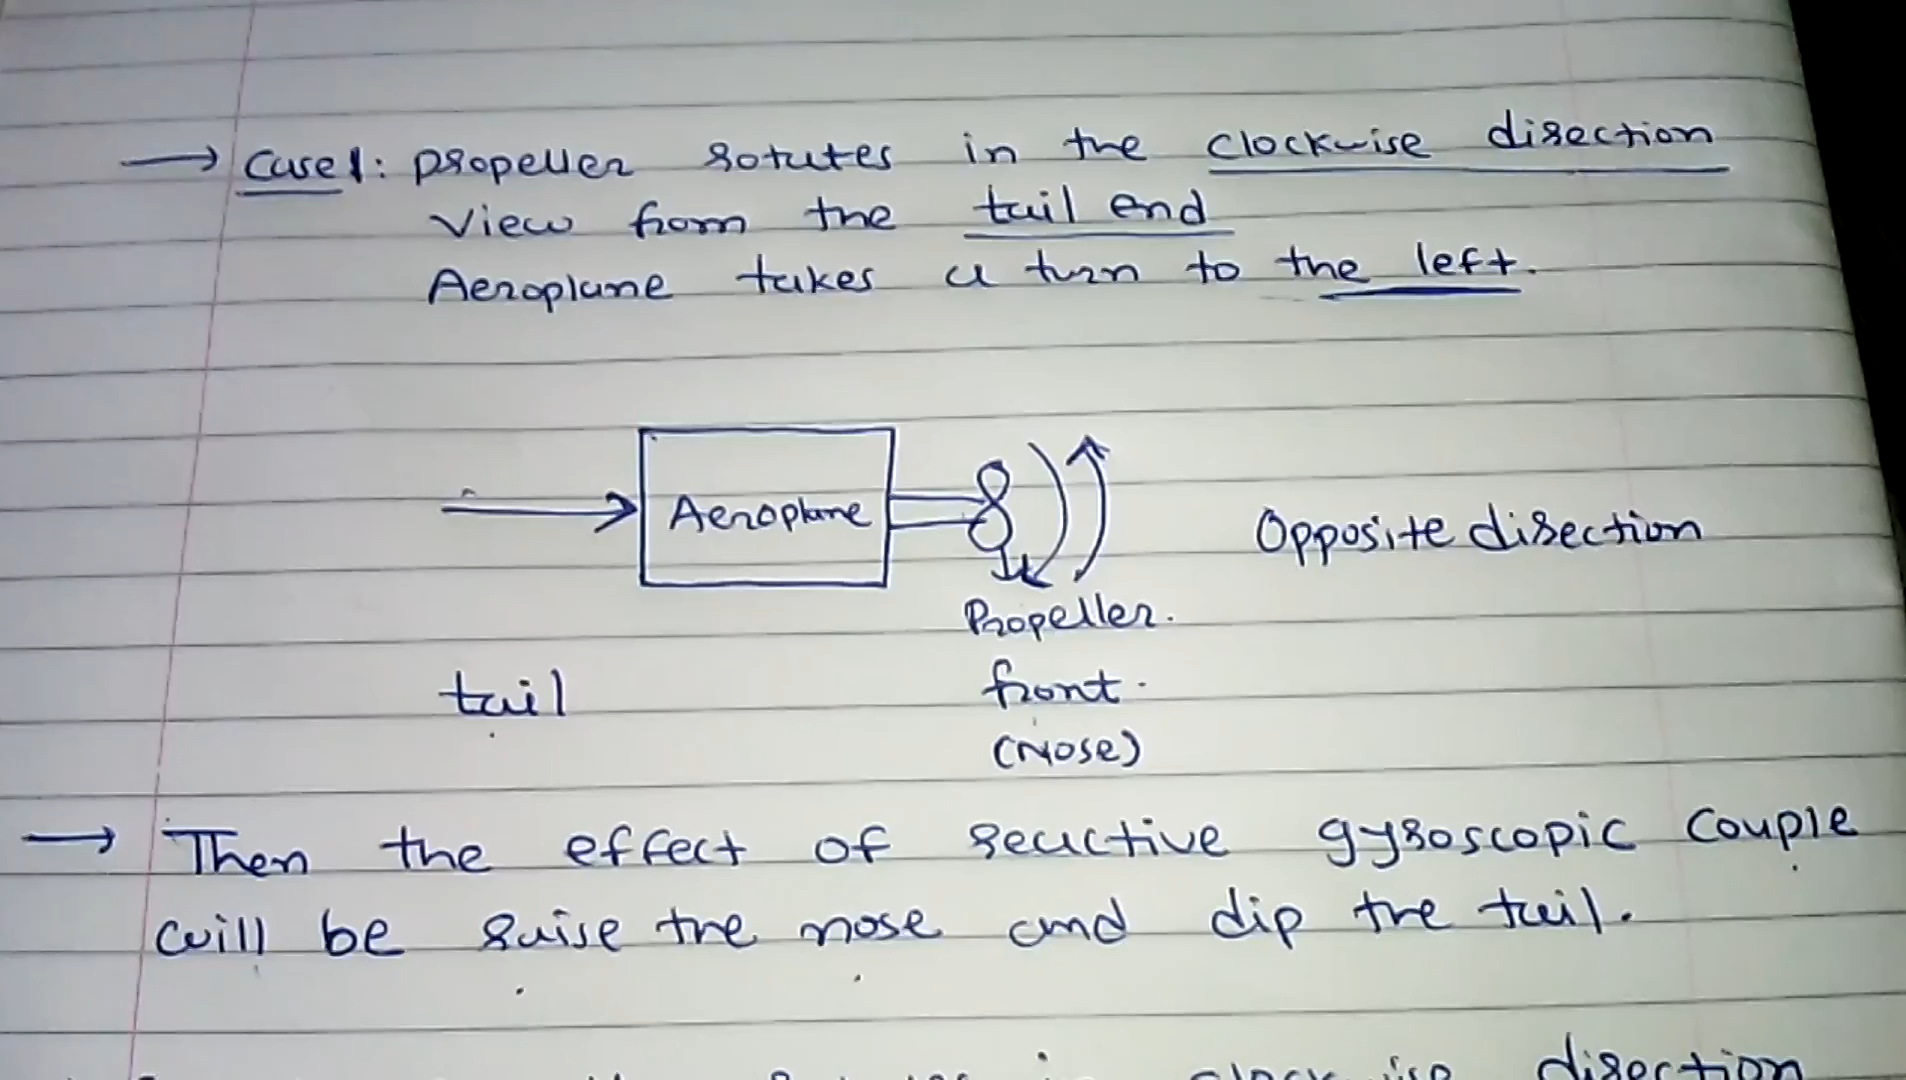 → Case 1: propeller rotates in the clockwise direction
View from the tail end
Aeroplane takes a turn to the left.
Aeroplane
Opposite direction
Propeller.
tail
front.
(Nose)
→ Then the effect of reactive gyroscopic couple
will be raise the nose and dip the tail.
clockwise direction